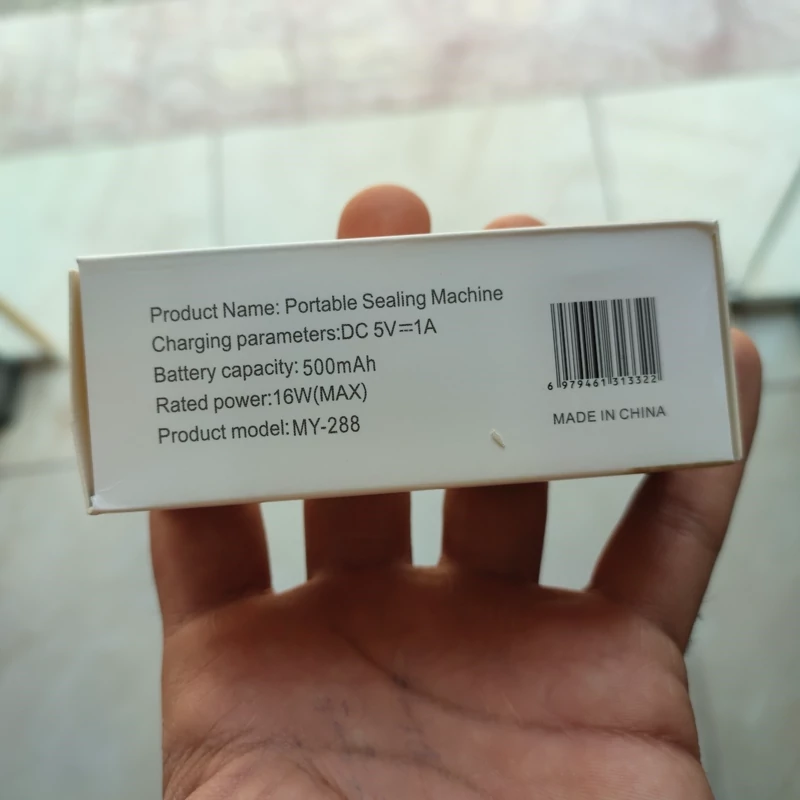 Product Name: Portable Sealing Machine
Charging parameters:DC 5V⎓1A
Battery capacity: 500mAh
Rated power:16W(MAX)
Product model:MY-288
6 979461 313322
MADE IN CHINA